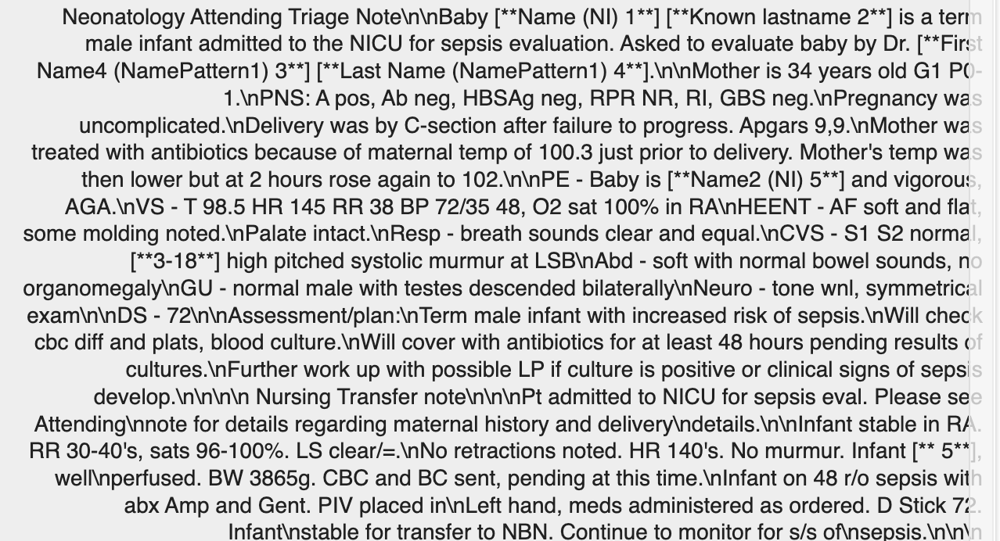 Neonatology Attending Triage Note\n\nBaby [**Name (NI) 1**] [**Known lastname 2**] is a term
male infant admitted to the NICU for sepsis evaluation. Asked to evaluate baby by Dr. [**First
Name4 (NamePattern1) 3**] [**Last Name (NamePattern1) 4**].\n\nMother is 34 years old G1 P0-
1.\nPNS: A pos, Ab neg, HBSAg neg, RPR NR, RI, GBS neg.\nPregnancy was
uncomplicated.\nDelivery was by C-section after failure to progress. Apgars 9,9.\nMother was
treated with antibiotics because of maternal temp of 100.3 just prior to delivery. Mother's temp was
then lower but at 2 hours rose again to 102.\n\nPE - Baby is [**Name2 (NI) 5**] and vigorous,
AGA.\nVS - T 98.5 HR 145 RR 38 BP 72/35 48, O2 sat 100% in RA\nHEENT - AF soft and flat,
some molding noted.\nPalate intact.\nResp - breath sounds clear and equal.\nCVS - S1 S2 normal,
[**3-18**] high pitched systolic murmur at LSB\nAbd - soft with normal bowel sounds, no
organomegaly\nGU - normal male with testes descended bilaterally\nNeuro - tone wnl, symmetrical
exam\n\nDS - 72\n\nAssessment/plan:\nTerm male infant with increased risk of sepsis.\nWill check
cbc diff and plats, blood culture.\nWill cover with antibiotics for at least 48 hours pending results of
cultures.\nFurther work up with possible LP if culture is positive or clinical signs of sepsis
develop.\n\n\n\n\n Nursing Transfer note\n\n\nPt admitted to NICU for sepsis eval. Please see
Attending\nnote for details regarding maternal history and delivery\ndetails.\n\nInfant stable in RA.
RR 30-40's, sats 96-100%. LS clear/=.\nNo retractions noted. HR 140's. No murmur. Infant [** 5**],
well\nperfused. BW 3865g. CBC and BC sent, pending at this time.\nInfant on 48 r/o sepsis with
abx Amp and Gent. PIV placed in\nLeft hand, meds administered as ordered. D Stick 72.
Infant\nstable for transfer to NBN. Continue to monitor for s/s of\nsepsis.\n\n\n